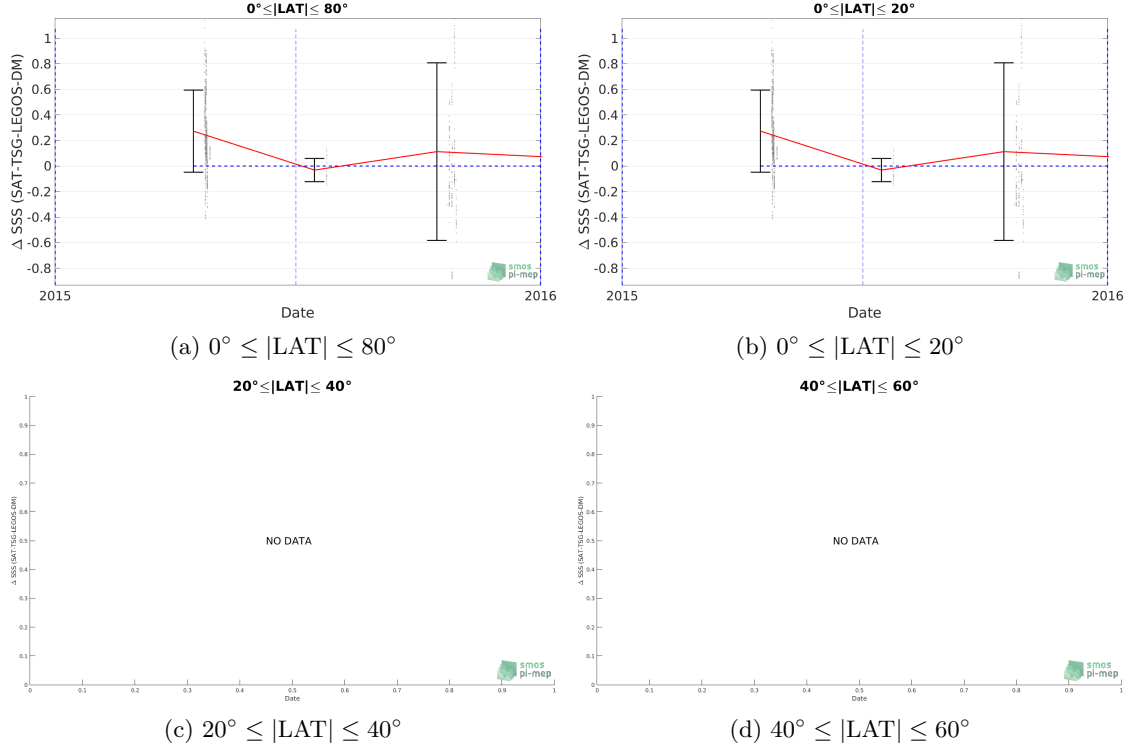 0°≤|LAT|≤ 80°
Δ SSS (SAT-TSG-LEGOS-DM)
1
0.8
0.6
0.4
0.2
0
-0.2
-0.4
-0.6
-0.8
2015
2016
Date
smos
pi-mep
(a) 0° ≤ |LAT| ≤ 80°
0°≤|LAT|≤ 20°
Δ SSS (SAT-TSG-LEGOS-DM)
1
0.8
0.6
0.4
0.2
0
-0.2
-0.4
-0.6
-0.8
2015
2016
Date
smos
pi-mep
(b) 0° ≤ |LAT| ≤ 20°
20°≤|LAT|≤ 40°
Δ SSS (SAT-TSG-LEGOS-DM)
1
0.9
0.8
0.7
0.6
0.5
0.4
0.3
0.2
0.1
0
NO DATA
0 0.1 0.2 0.3 0.4 0.5 0.6 0.7 0.8 0.9 1
Date
smos
pi-mep
(c) 20° ≤ |LAT| ≤ 40°
40°≤|LAT|≤ 60°
Δ SSS (SAT-TSG-LEGOS-DM)
1
0.9
0.8
0.7
0.6
0.5
0.4
0.3
0.2
0.1
0
NO DATA
0 0.1 0.2 0.3 0.4 0.5 0.6 0.7 0.8 0.9 1
Date
smos
pi-mep
(d) 40° ≤ |LAT| ≤ 60°